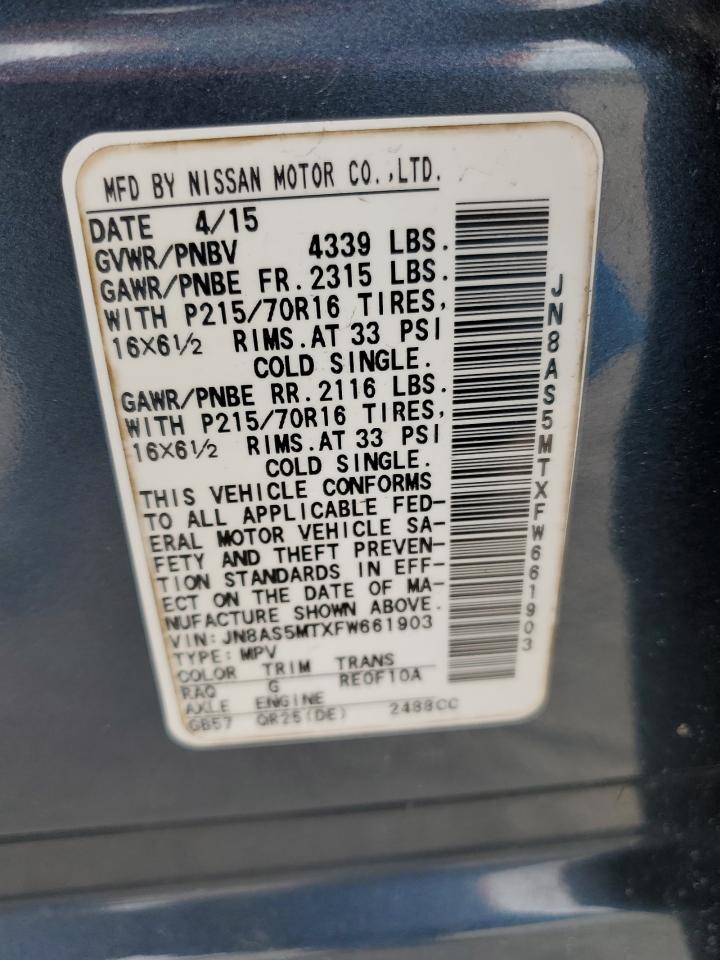 MFD BY NISSAN MOTOR CO.,LTD.
DATE 4/15
GVWR/PNBV 4339 LBS.
GAWR/PNBE FR.2315 LBS.
WITH P215/70R16 TIRES,
16X6½ RIMS.AT 33 PSI
COLD SINGLE.
GAWR/PNBE RR.2116 LBS.
WITH P215/70R16 TIRES,
16X6½ RIMS.AT 33 PSI
COLD SINGLE.
THIS VEHICLE CONFORMS
TO ALL APPLICABLE FED-
ERAL MOTOR VEHICLE SA-
FETY AND THEFT PREVEN-
TION STANDARDS IN EFF-
ECT ON THE DATE OF MA-
NUFACTURE SHOWN ABOVE.
VIN: JN8AS5MTXFW661903
TYPE: MPV
COLOR TRIM TRANS
RAQ G RE0F10A
AXLE ENGINE
GB57 QR25(DE) 2488CC
JN8AS5MTXFW661903